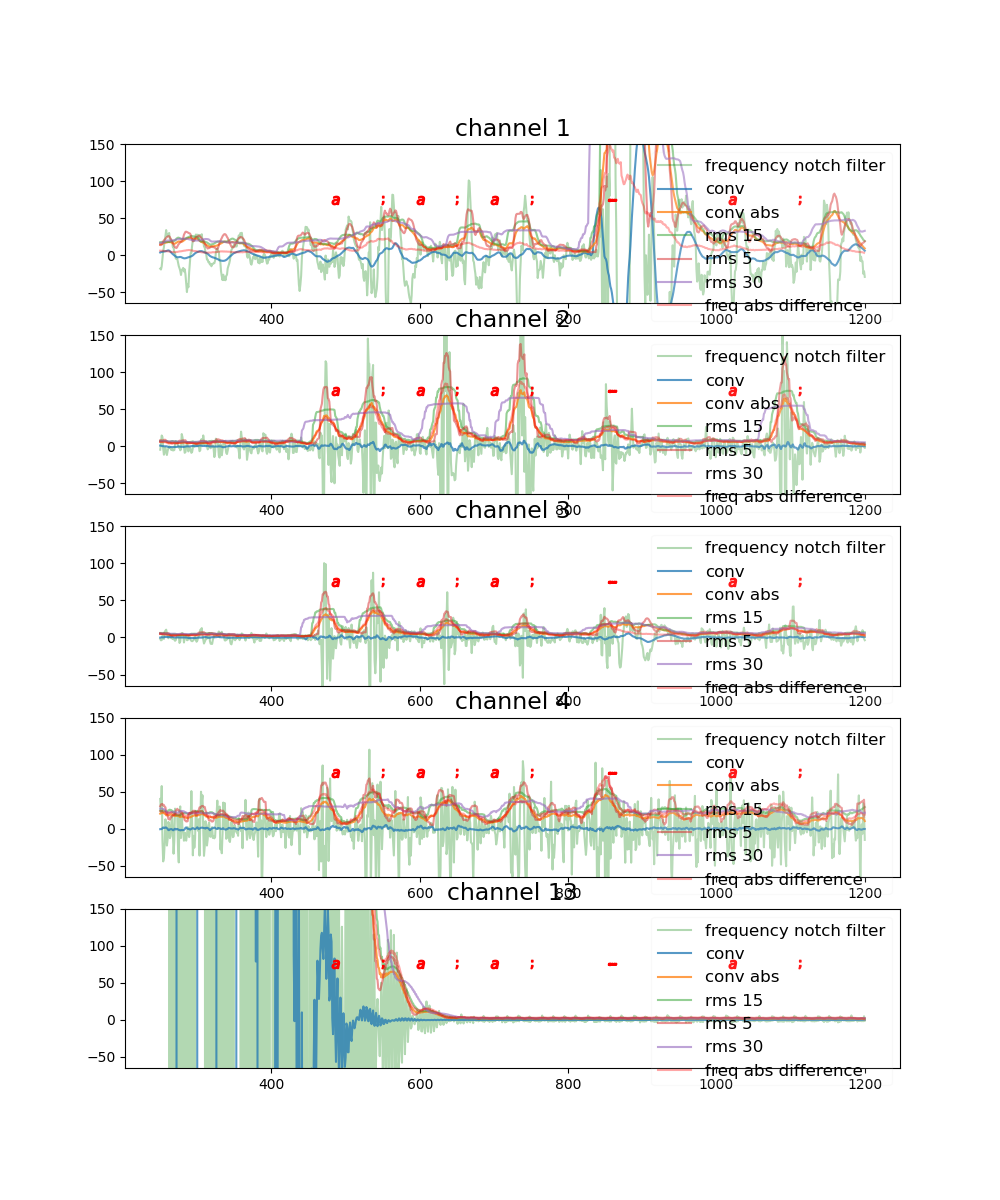 channel 1
150
100
50
0
−50
a ; a ; a ; − a ;
frequency notch filter
conv
conv abs
rms 15
rms 5
rms 30
freq abs difference
400 600 800 1000 1200
channel 2
150
100
50
0
−50
a ; a ; a ; − a ;
frequency notch filter
conv
conv abs
rms 15
rms 5
rms 30
freq abs difference
400 600 800 1000 1200
channel 3
150
100
50
0
−50
a ; a ; a ; − a ;
frequency notch filter
conv
conv abs
rms 15
rms 5
rms 30
freq abs difference
400 600 800 1000 1200
channel 4
150
100
50
0
−50
a ; a ; a ; − a ;
frequency notch filter
conv
conv abs
rms 15
rms 5
rms 30
freq abs difference
400 600 800 1000 1200
channel 13
150
100
50
0
−50
a ; a ; a ; − a ;
frequency notch filter
conv
conv abs
rms 15
rms 5
rms 30
freq abs difference
400 600 800 1000 1200